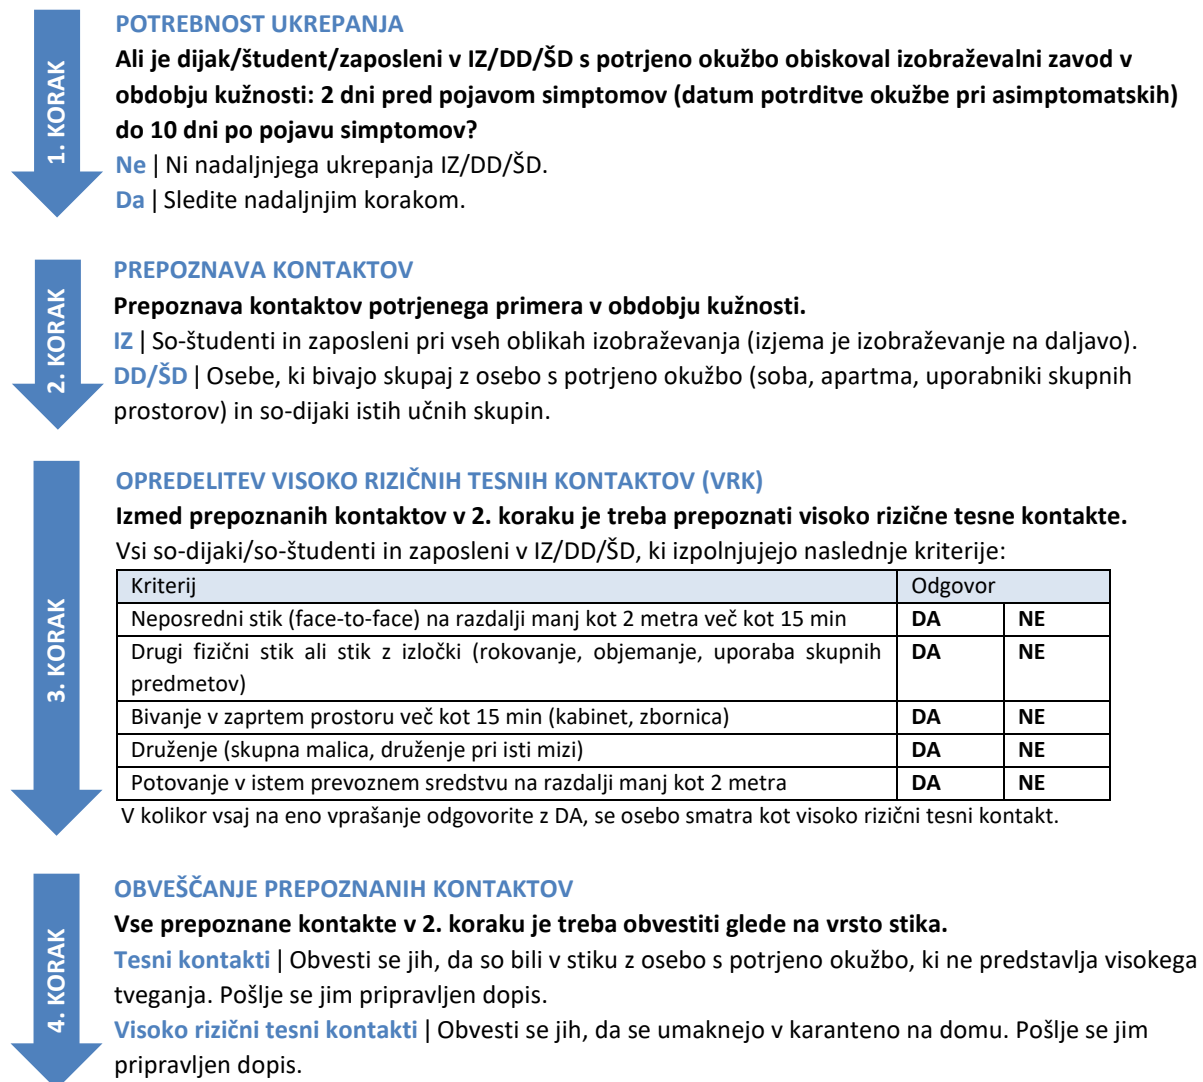 1. KORAK
POTREBNOST UKREPANJA
Ali je dijak/študent/zaposleni v IZ/DD/ŠD s potrjeno okužbo obiskoval izobraževalni zavod v
obdobju kužnosti: 2 dni pred pojavom simptomov (datum potrditve okužbe pri asimptomatskih)
do 10 dni po pojavu simptomov?
Ne | Ni nadaljnjega ukrepanja IZ/DD/ŠD.
Da | Sledite nadaljnjim korakom.
2. KORAK
PREPOZNAVA KONTAKTOV
Prepoznava kontaktov potrjenega primera v obdobju kužnosti.
IZ | So-študenti in zaposleni pri vseh oblikah izobraževanja (izjema je izobraževanje na daljavo).
DD/ŠD | Osebe, ki bivajo skupaj z osebo s potrjeno okužbo (soba, apartma, uporabniki skupnih
prostorov) in so-dijaki istih učnih skupin.
3. KORAK
OPREDELITEV VISOKO RIZIČNIH TESNIH KONTAKTOV (VRK)
Izmed prepoznanih kontaktov v 2. koraku je treba prepoznati visoko rizične tesne kontakte.
Vsi so-dijaki/so-študenti in zaposleni v IZ/DD/ŠD, ki izpolnjujejo naslednje kriterije:
Kriterij Odgovor
Neposredni stik (face-to-face) na razdalji manj kot 2 metra več kot 15 min DA NE
Drugi fizični stik ali stik z izločki (rokovanje, objemanje, uporaba skupnih DA NE
predmetov)
Bivanje v zaprtem prostoru več kot 15 min (kabinet, zbornica) DA NE
Druženje (skupna malica, druženje pri isti mizi) DA NE
Potovanje v istem prevoznem sredstvu na razdalji manj kot 2 metra DA NE
V kolikor vsaj na eno vprašanje odgovorite z DA, se osebo smatra kot visoko rizični tesni kontakt.
4. KORAK
OBVEŠČANJE PREPOZNANIH KONTAKTOV
Vse prepoznane kontakte v 2. koraku je treba obvestiti glede na vrsto stika.
Tesni kontakti | Obvesti se jih, da so bili v stiku z osebo s potrjeno okužbo, ki ne predstavlja visokega
tveganja. Pošlje se jim pripravljen dopis.
Visoko rizični tesni kontakti | Obvesti se jih, da se umaknejo v karanteno na domu. Pošlje se jim
pripravljen dopis.